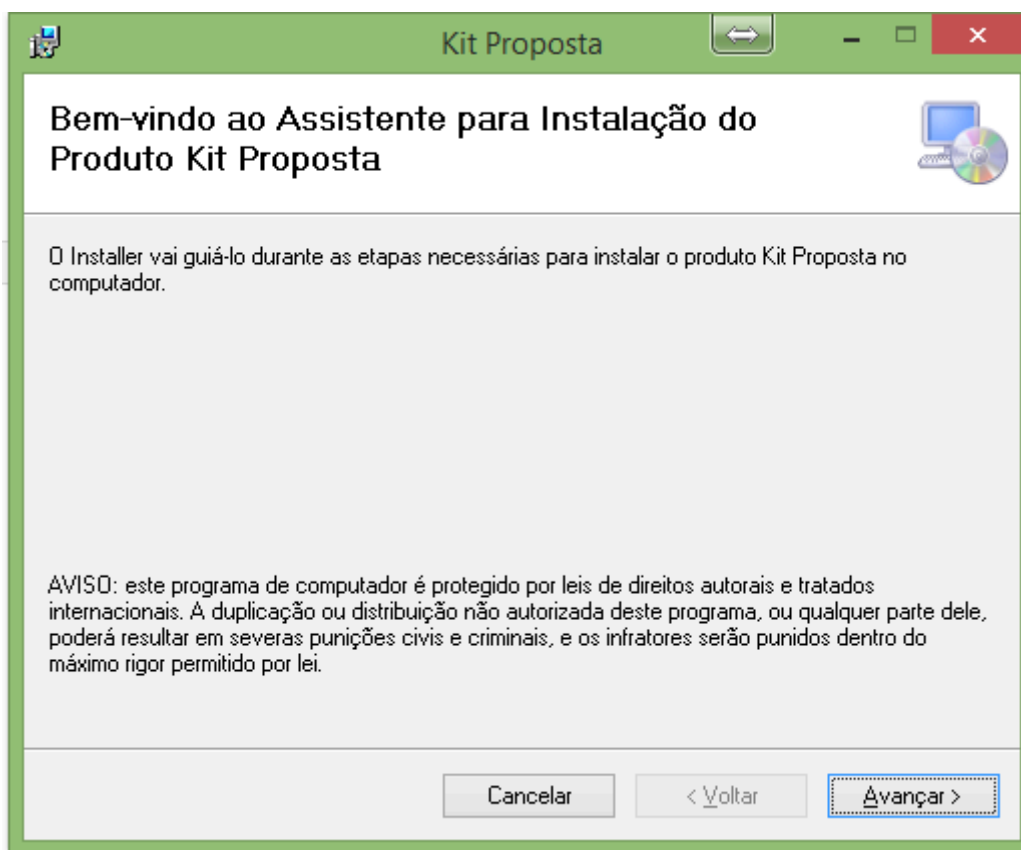 Kit Proposta
Bem-vindo ao Assistente para Instalação do
Produto Kit Proposta
O Installer vai guiá-lo durante as etapas necessárias para instalar o produto Kit Proposta no
computador.
AVISO: este programa de computador é protegido por leis de direitos autorais e tratados
internacionais. A duplicação ou distribuição não autorizada deste programa, ou qualquer parte dele,
poderá resultar em severas punições civis e criminais, e os infratores serão punidos dentro do
máximo rigor permitido por lei.
Cancelar < Voltar Avançar >